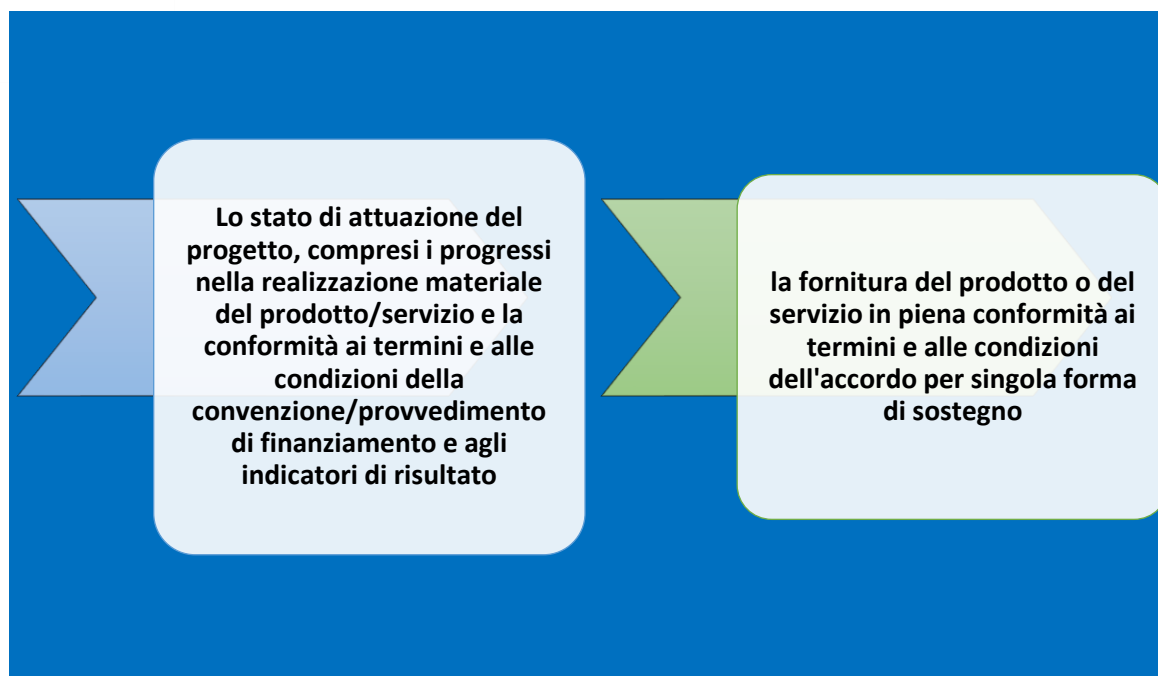 Lo stato di attuazione del
progetto, compresi i progressi
nella realizzazione materiale
del prodotto/servizio e la
conformità ai termini e alle
condizioni della
convenzione/provvedimento
di finanziamento e agli
indicatori di risultato
la fornitura del prodotto o del
servizio in piena conformità ai
termini e alle condizioni
dell'accordo per singola forma
di sostegno